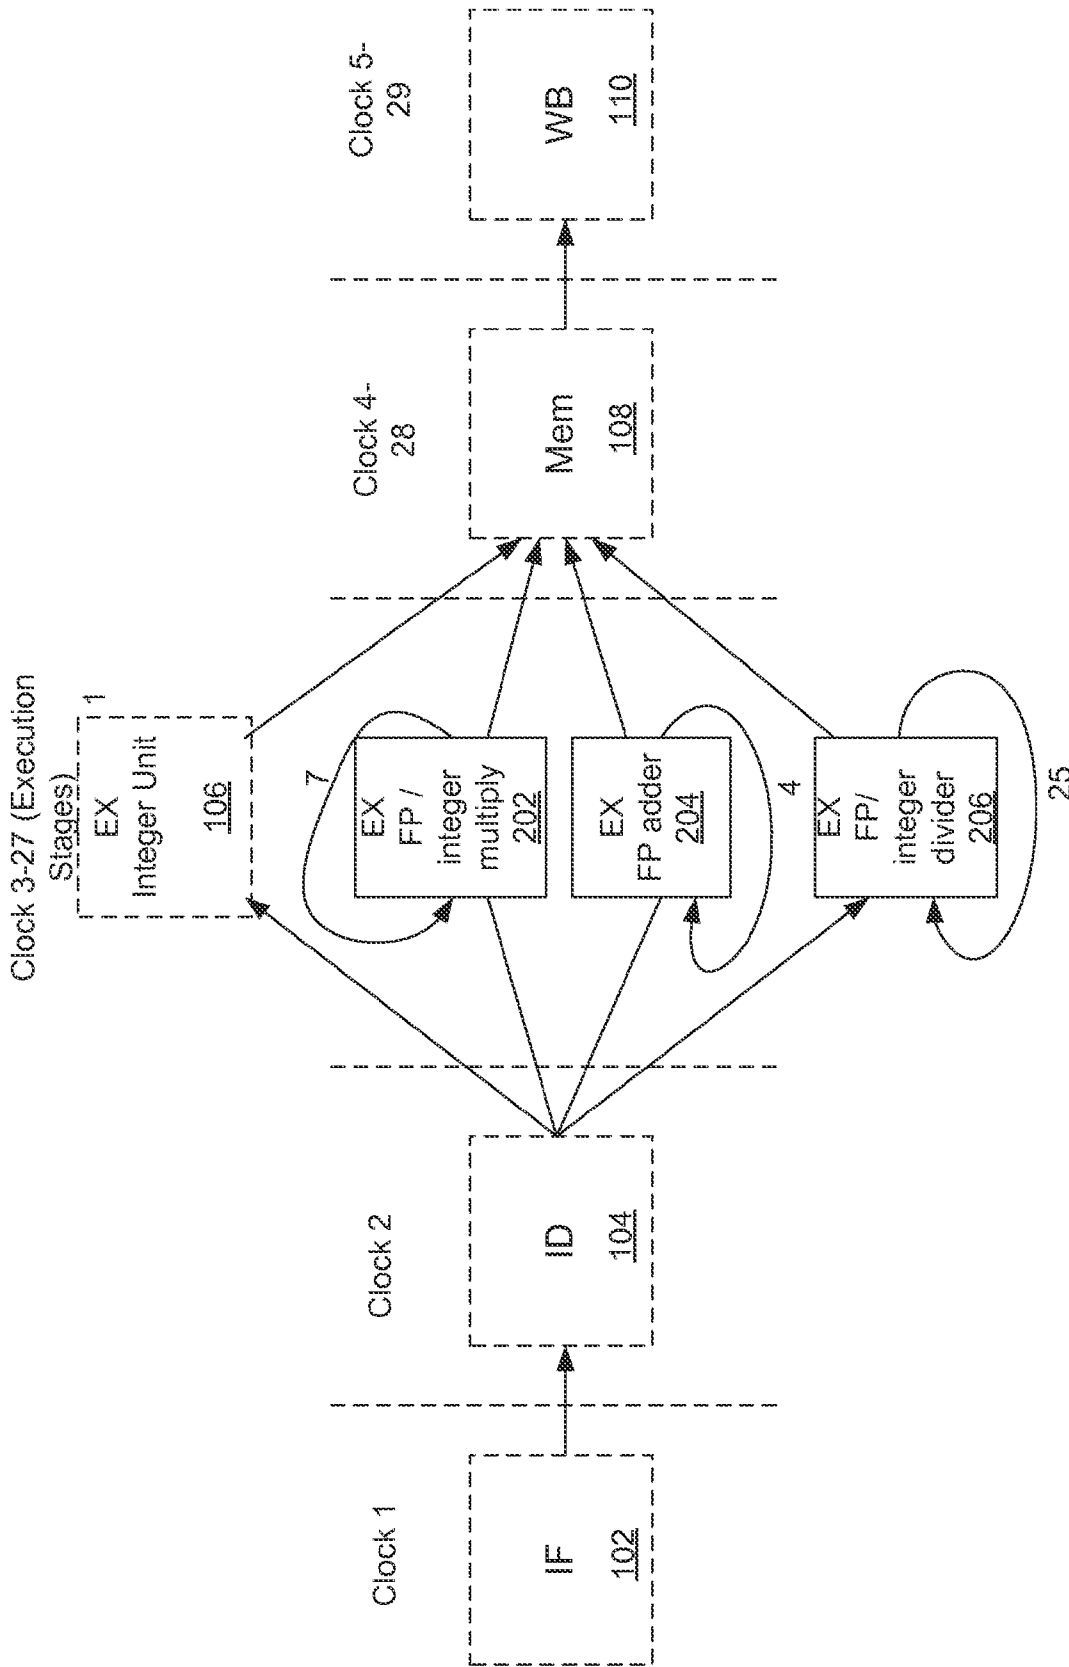 Clock 3-27 (Execution
Stages)
Clock 1
Clock 2
Clock 4-
28
Clock 5-
29
IF
102
ID
104
EX
Integer Unit
106
1
EX
FP /
integer
multiply
202
7
EX
FP adder
204
4
EX
FP/
integer
divider
206
25
Mem
108
WB
110